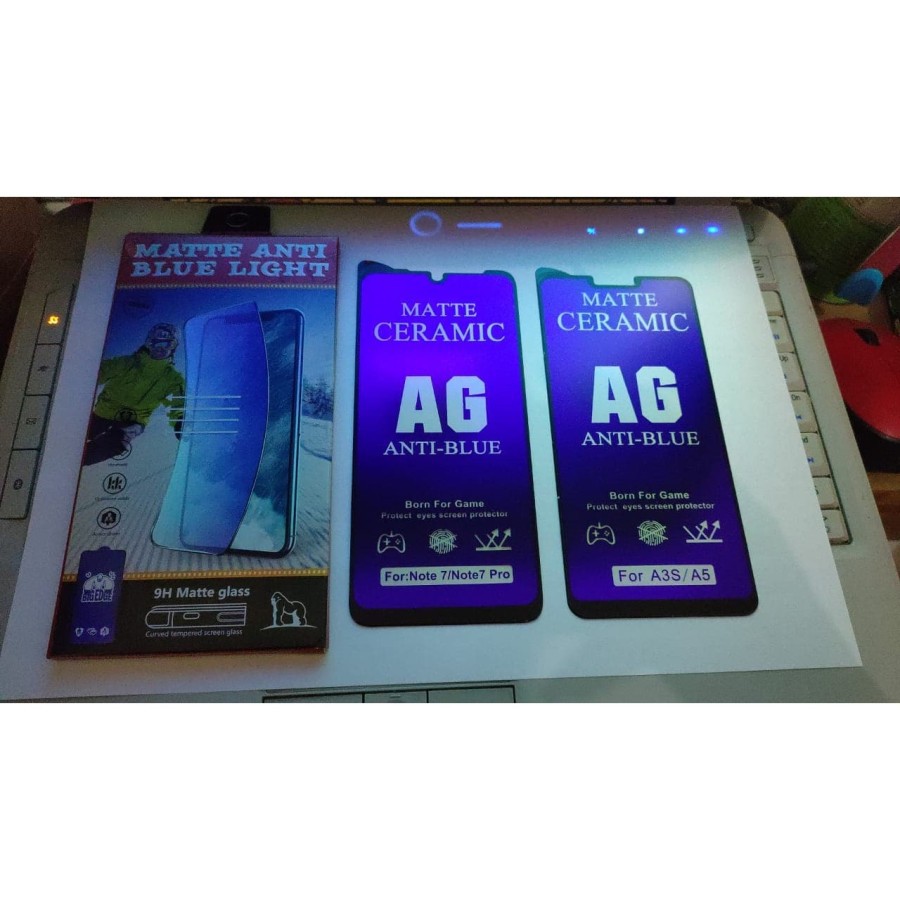 MATTE ANTI
BLUE LIGHT
BIG EDGE
9H Matte glass
Curved tempered screen glass
MATTE
CERAMIC
AG
ANTI-BLUE
Born For Game
Protect eyes screen protector
For:Note 7/Note7 Pro
MATTE
CERAMIC
AG
ANTI-BLUE
Born For Game
Protect eyes screen protector
For A3S/A5